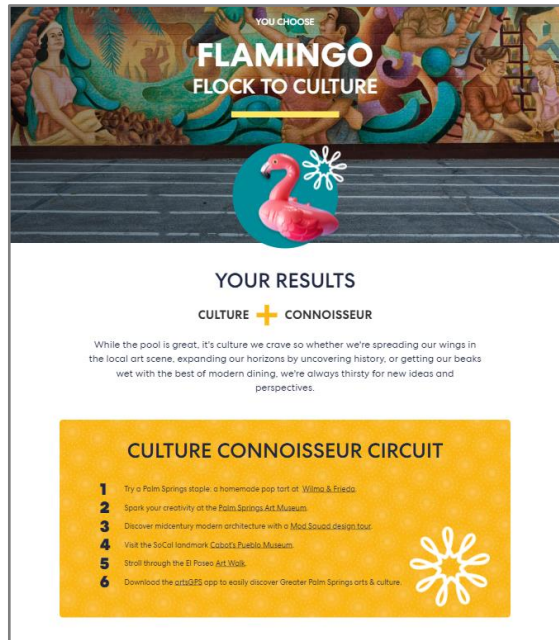 YOU CHOOSE
FLAMINGO
FLOCK TO CULTURE
YOUR RESULTS
CULTURE + CONNOISSEUR
While the pool is great, it's culture we crave so whether we're spreading our wings in
the local art scene, expanding our horizons by uncovering history, or getting our beaks
wet with the best of modern dining, we're always thirsty for new ideas and
perspectives.
CULTURE CONNOISSEUR CIRCUIT
1 Try a Palm Springs staple, a homemade pop tart at Wilma & Frieda.
2 Spark your creativity at the Palm Springs Art Museum.
3 Discover midcentury modern architecture with a Mod Squad design tour.
4 Visit the SoCal landmark Cabot's Pueblo Museum.
5 Stroll through the El Paseo Art Walk.
6 Download the artsGPS app to easily discover Greater Palm Springs arts & culture.